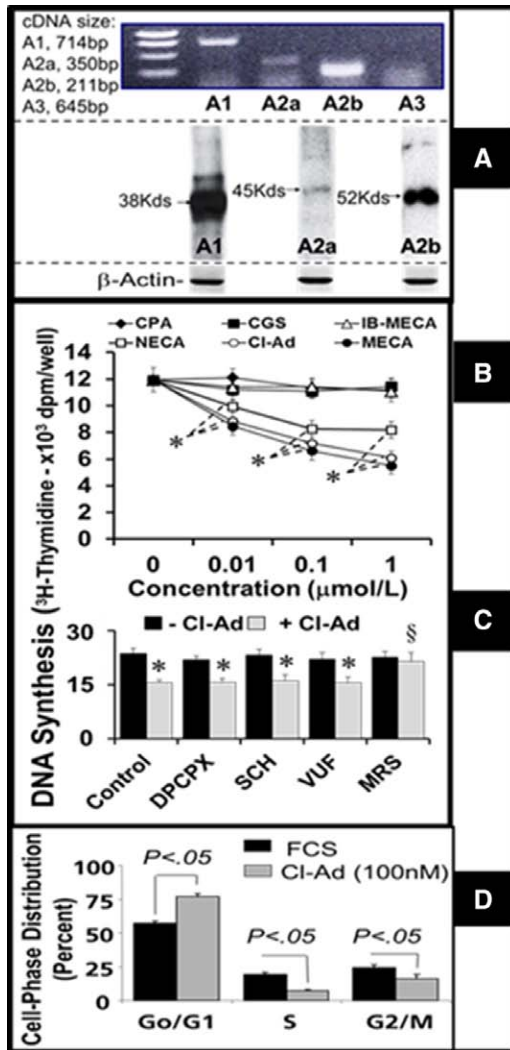 cDNA size:
A1, 714bp
A2a, 350bp
A2b, 211bp
A3, 645bp
A1 A2a A2b A3
A
38Kds
45Kds
52Kds
A1 A2a A2b
β-Actin-
CPA CGS IB-MECA
NECA Cl-Ad MECA
B
14
12
10
8
6
4
2
0
* * *
0 0.01 0.1 1
Concentration (μmol/L)
DNA Synthesis (³H-Thymidine - x10³ dpm/well)
C
- Cl-Ad + Cl-Ad
30
23
15
8
0
* * * * §
Control DPCPX SCH VUF MRS
D
Cell-Phase Distribution
(Percent)
FCS
Cl-Ad (100nM)
100
75
50
25
0
P<.05
P<.05
P<.05
Go/G1 S G2/M